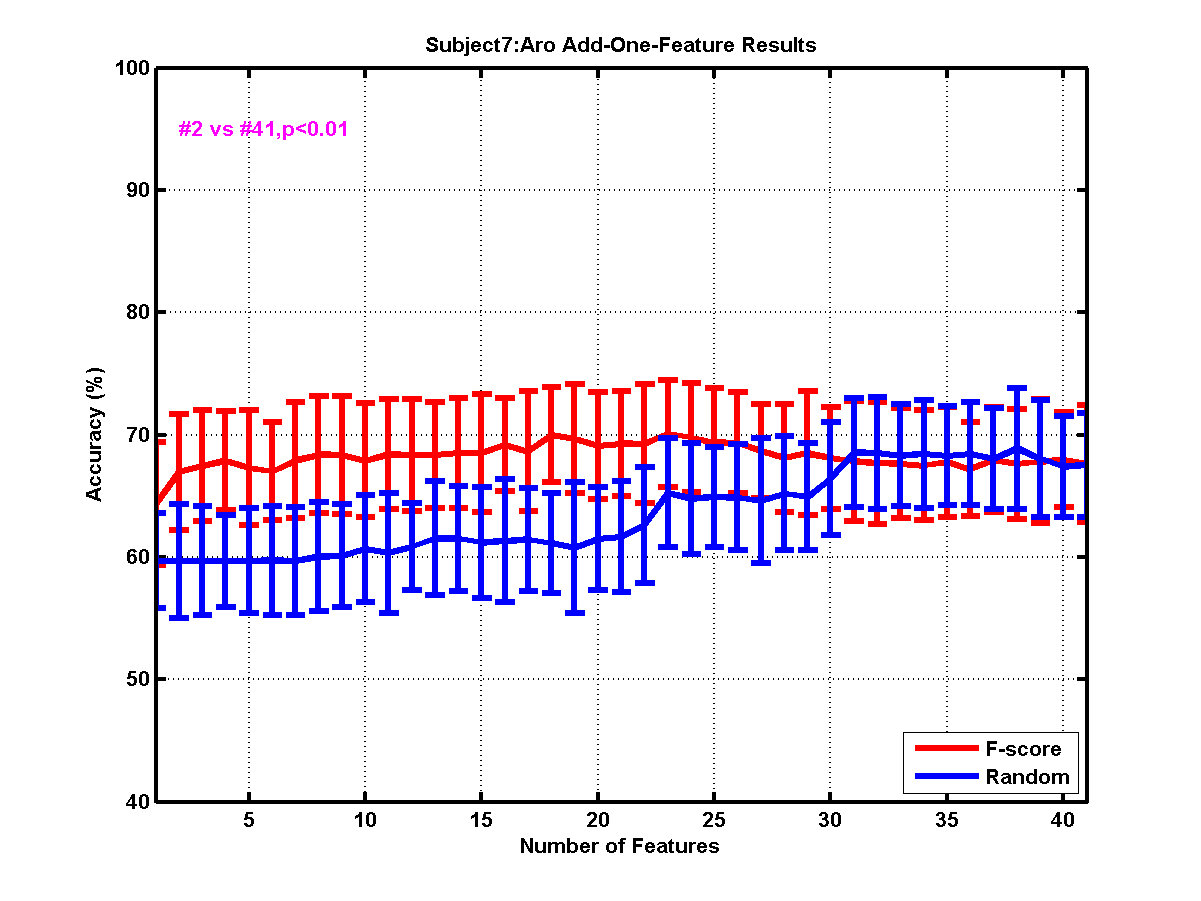 Subject7:Aro Add-One-Feature Results
100
#2 vs #41,p<0.01
90
80
70
60
50
40
Accuracy (%)
F-score
Random
5 10 15 20 25 30 35 40
Number of Features